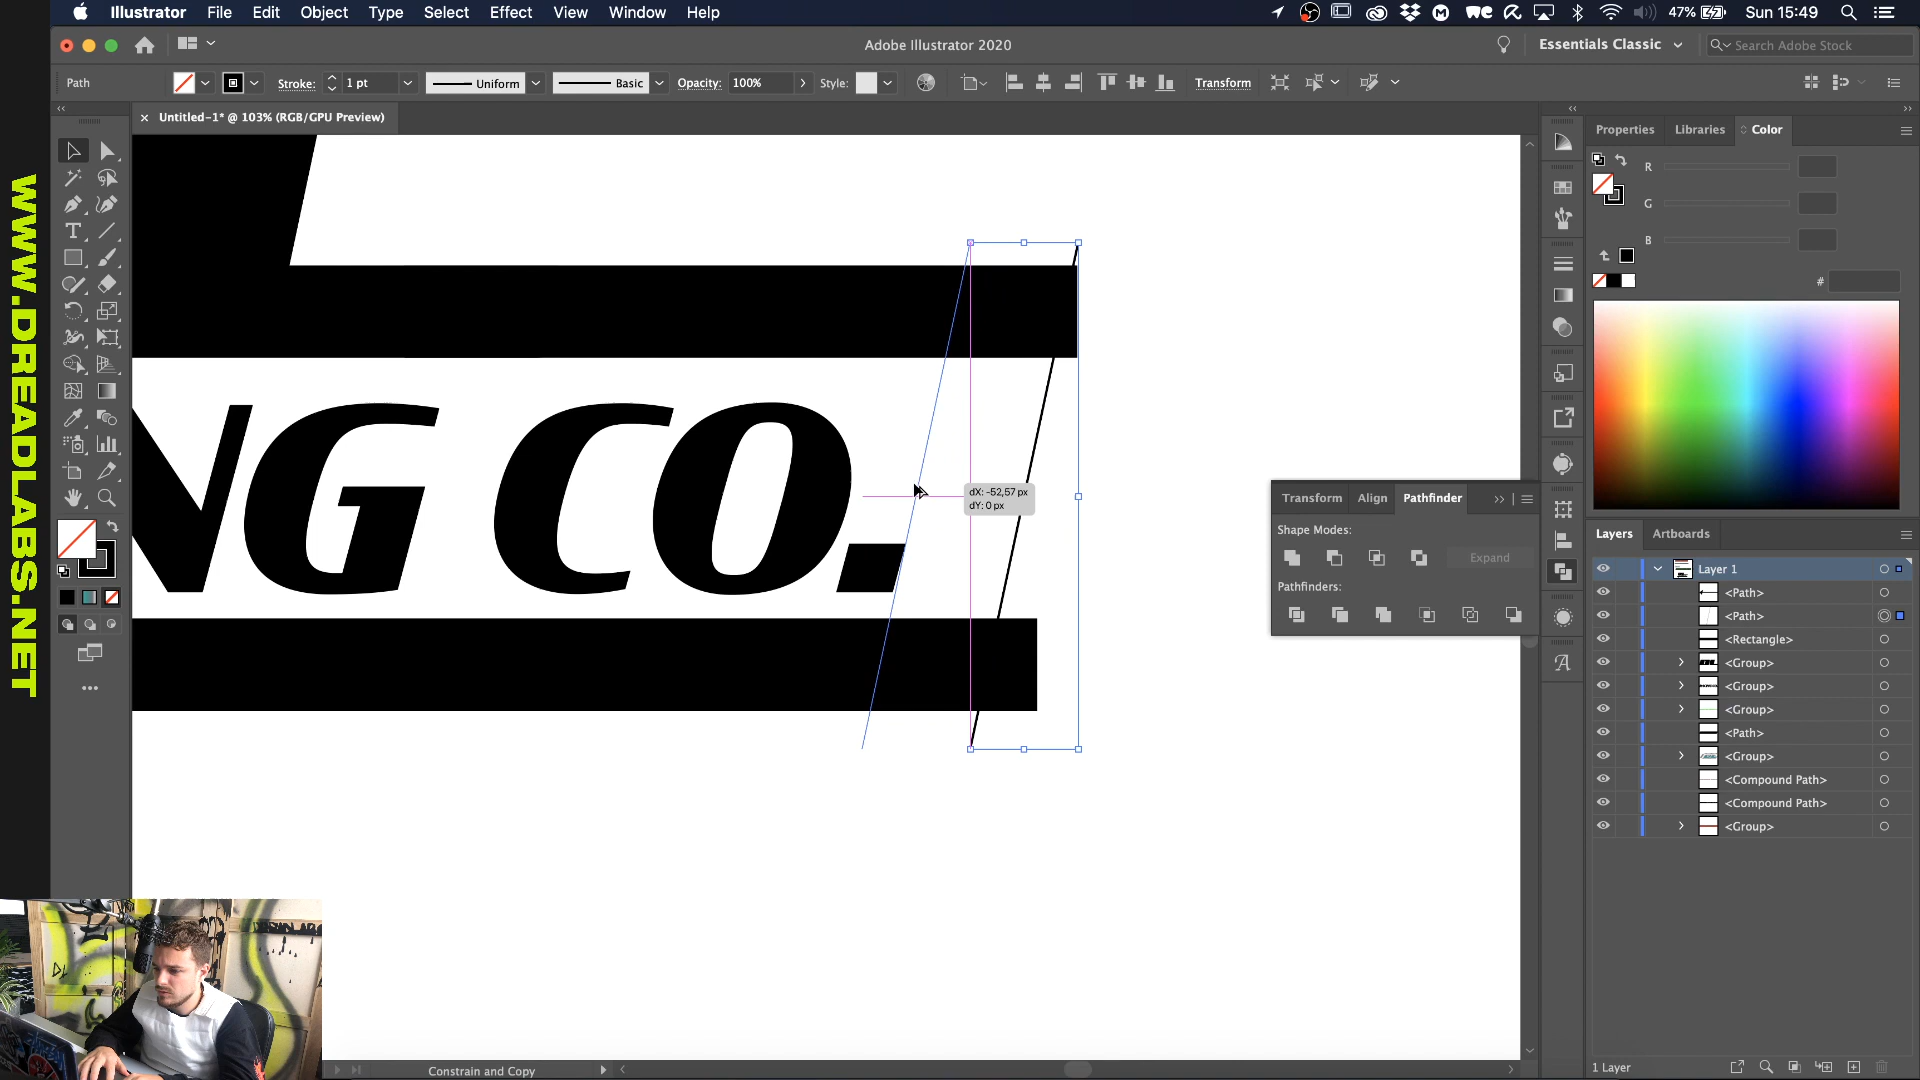 Illustrator File Edit Object Type Select Effect View Window Help
47% Sun 15:49
Adobe Illustrator 2020
Essentials Classic
Search Adobe Stock
Path
Stroke: 1 pt Uniform Basic Opacity: 100% Style: Transform
Untitled-1* @ 103% (RGB/GPU Preview)
Properties Libraries Color
R
G
B
#
WWW.DREADLABS.NET
NG CO.
dX: -52,57 px
dY: 0 px
Transform Align Pathfinder
Shape Modes:
Expand
Pathfinders:
Layers Artboards
Layer 1
<Path>
<Path>
<Rectangle>
<Group>
<Group>
<Group>
<Path>
<Group>
<Compound Path>
<Compound Path>
<Group>
1 Layer
Constrain and Copy